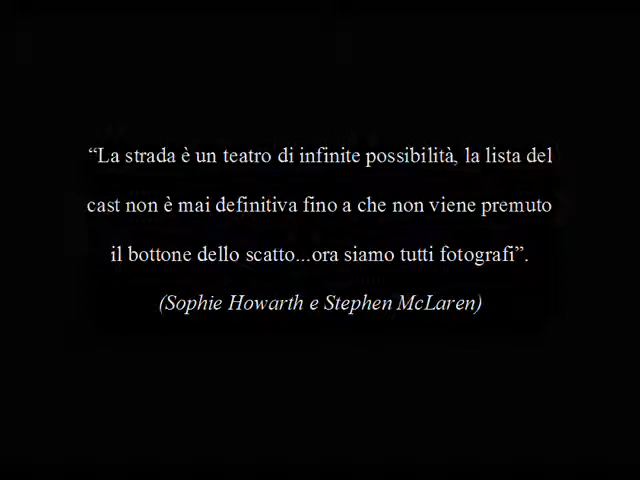 “La strada è un teatro di infinite possibilità, la lista del
cast non è mai definitiva fino a che non viene premuto
il bottone dello scatto...ora siamo tutti fotografi”.
(Sophie Howarth e Stephen McLaren)